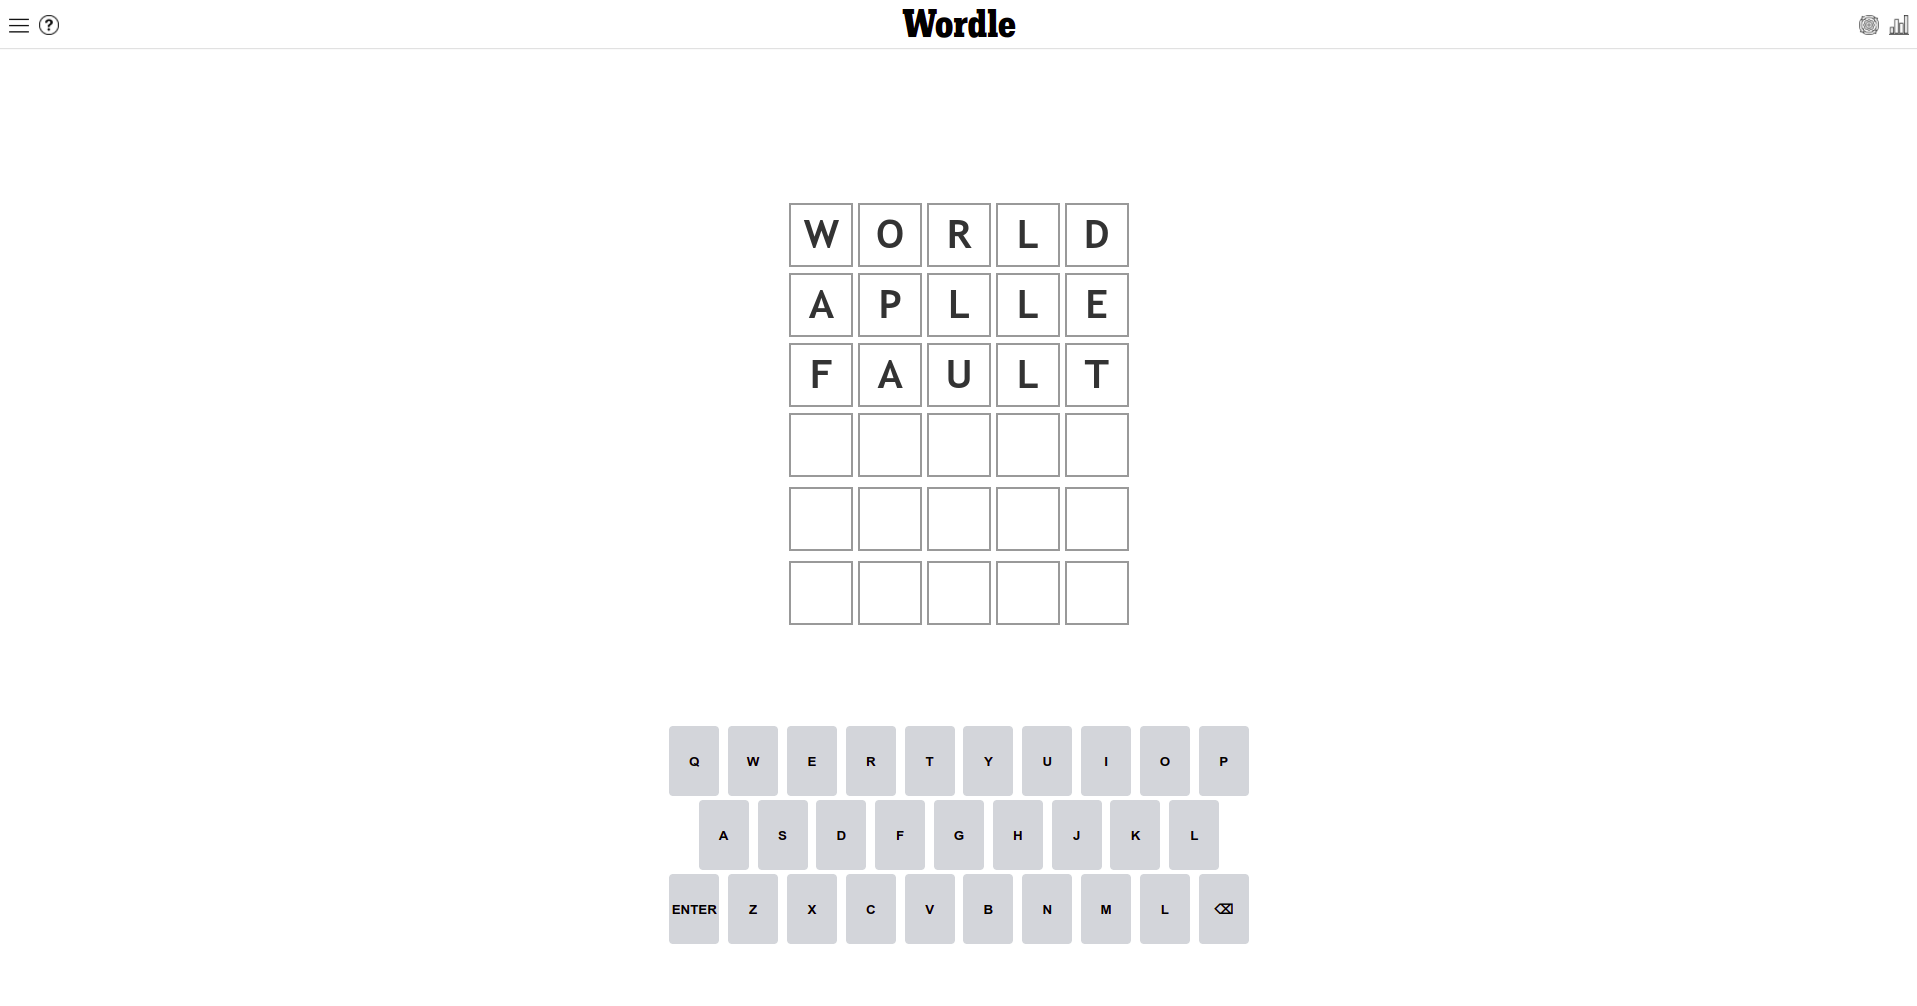 ?
Wordle
W O R L D
A P L L E
F A U L T
Q W E R T Y U I O P
A S D F G H J K L
ENTER Z X C V B N M L ⌫